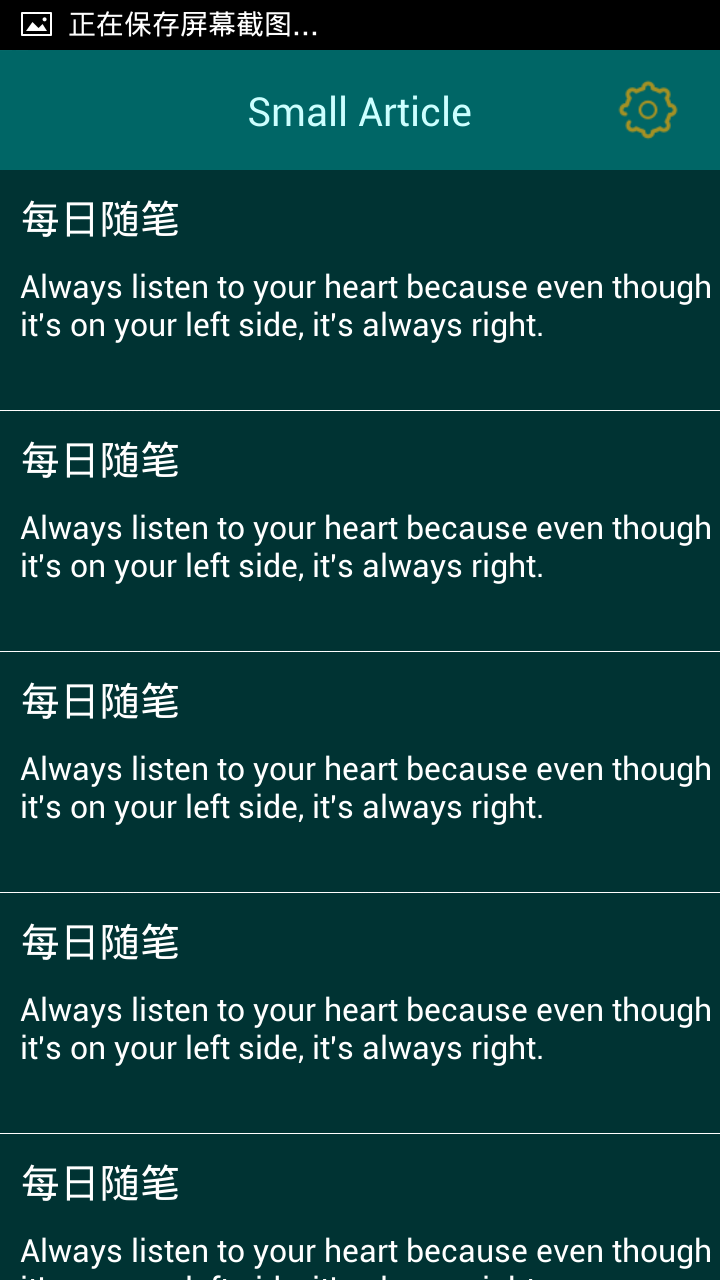 正在保存屏幕截图...
Small Article
每日随笔
Always listen to your heart because even though
it's on your left side, it's always right.
每日随笔
Always listen to your heart because even though
it's on your left side, it's always right.
每日随笔
Always listen to your heart because even though
it's on your left side, it's always right.
每日随笔
Always listen to your heart because even though
it's on your left side, it's always right.
每日随笔
Always listen to your heart because even though